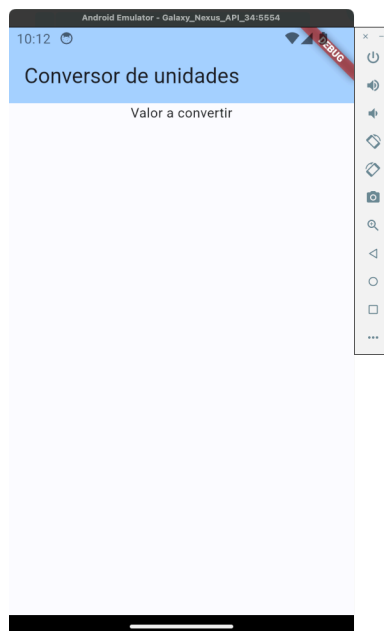 Android Emulator - Galaxy_Nexus_API_34:5554
10:12
DEBUG
Conversor de unidades
Valor a convertir